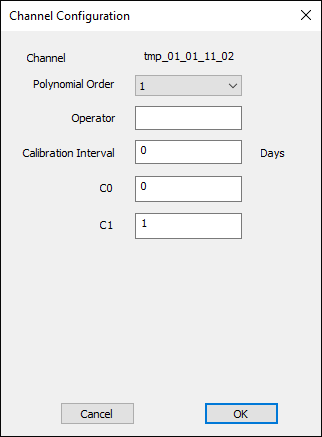 Channel Configuration
Channel tmp_01_01_11_02
Polynomial Order 1
Operator
Calibration Interval 0 Days
C0 0
C1 1
Cancel OK